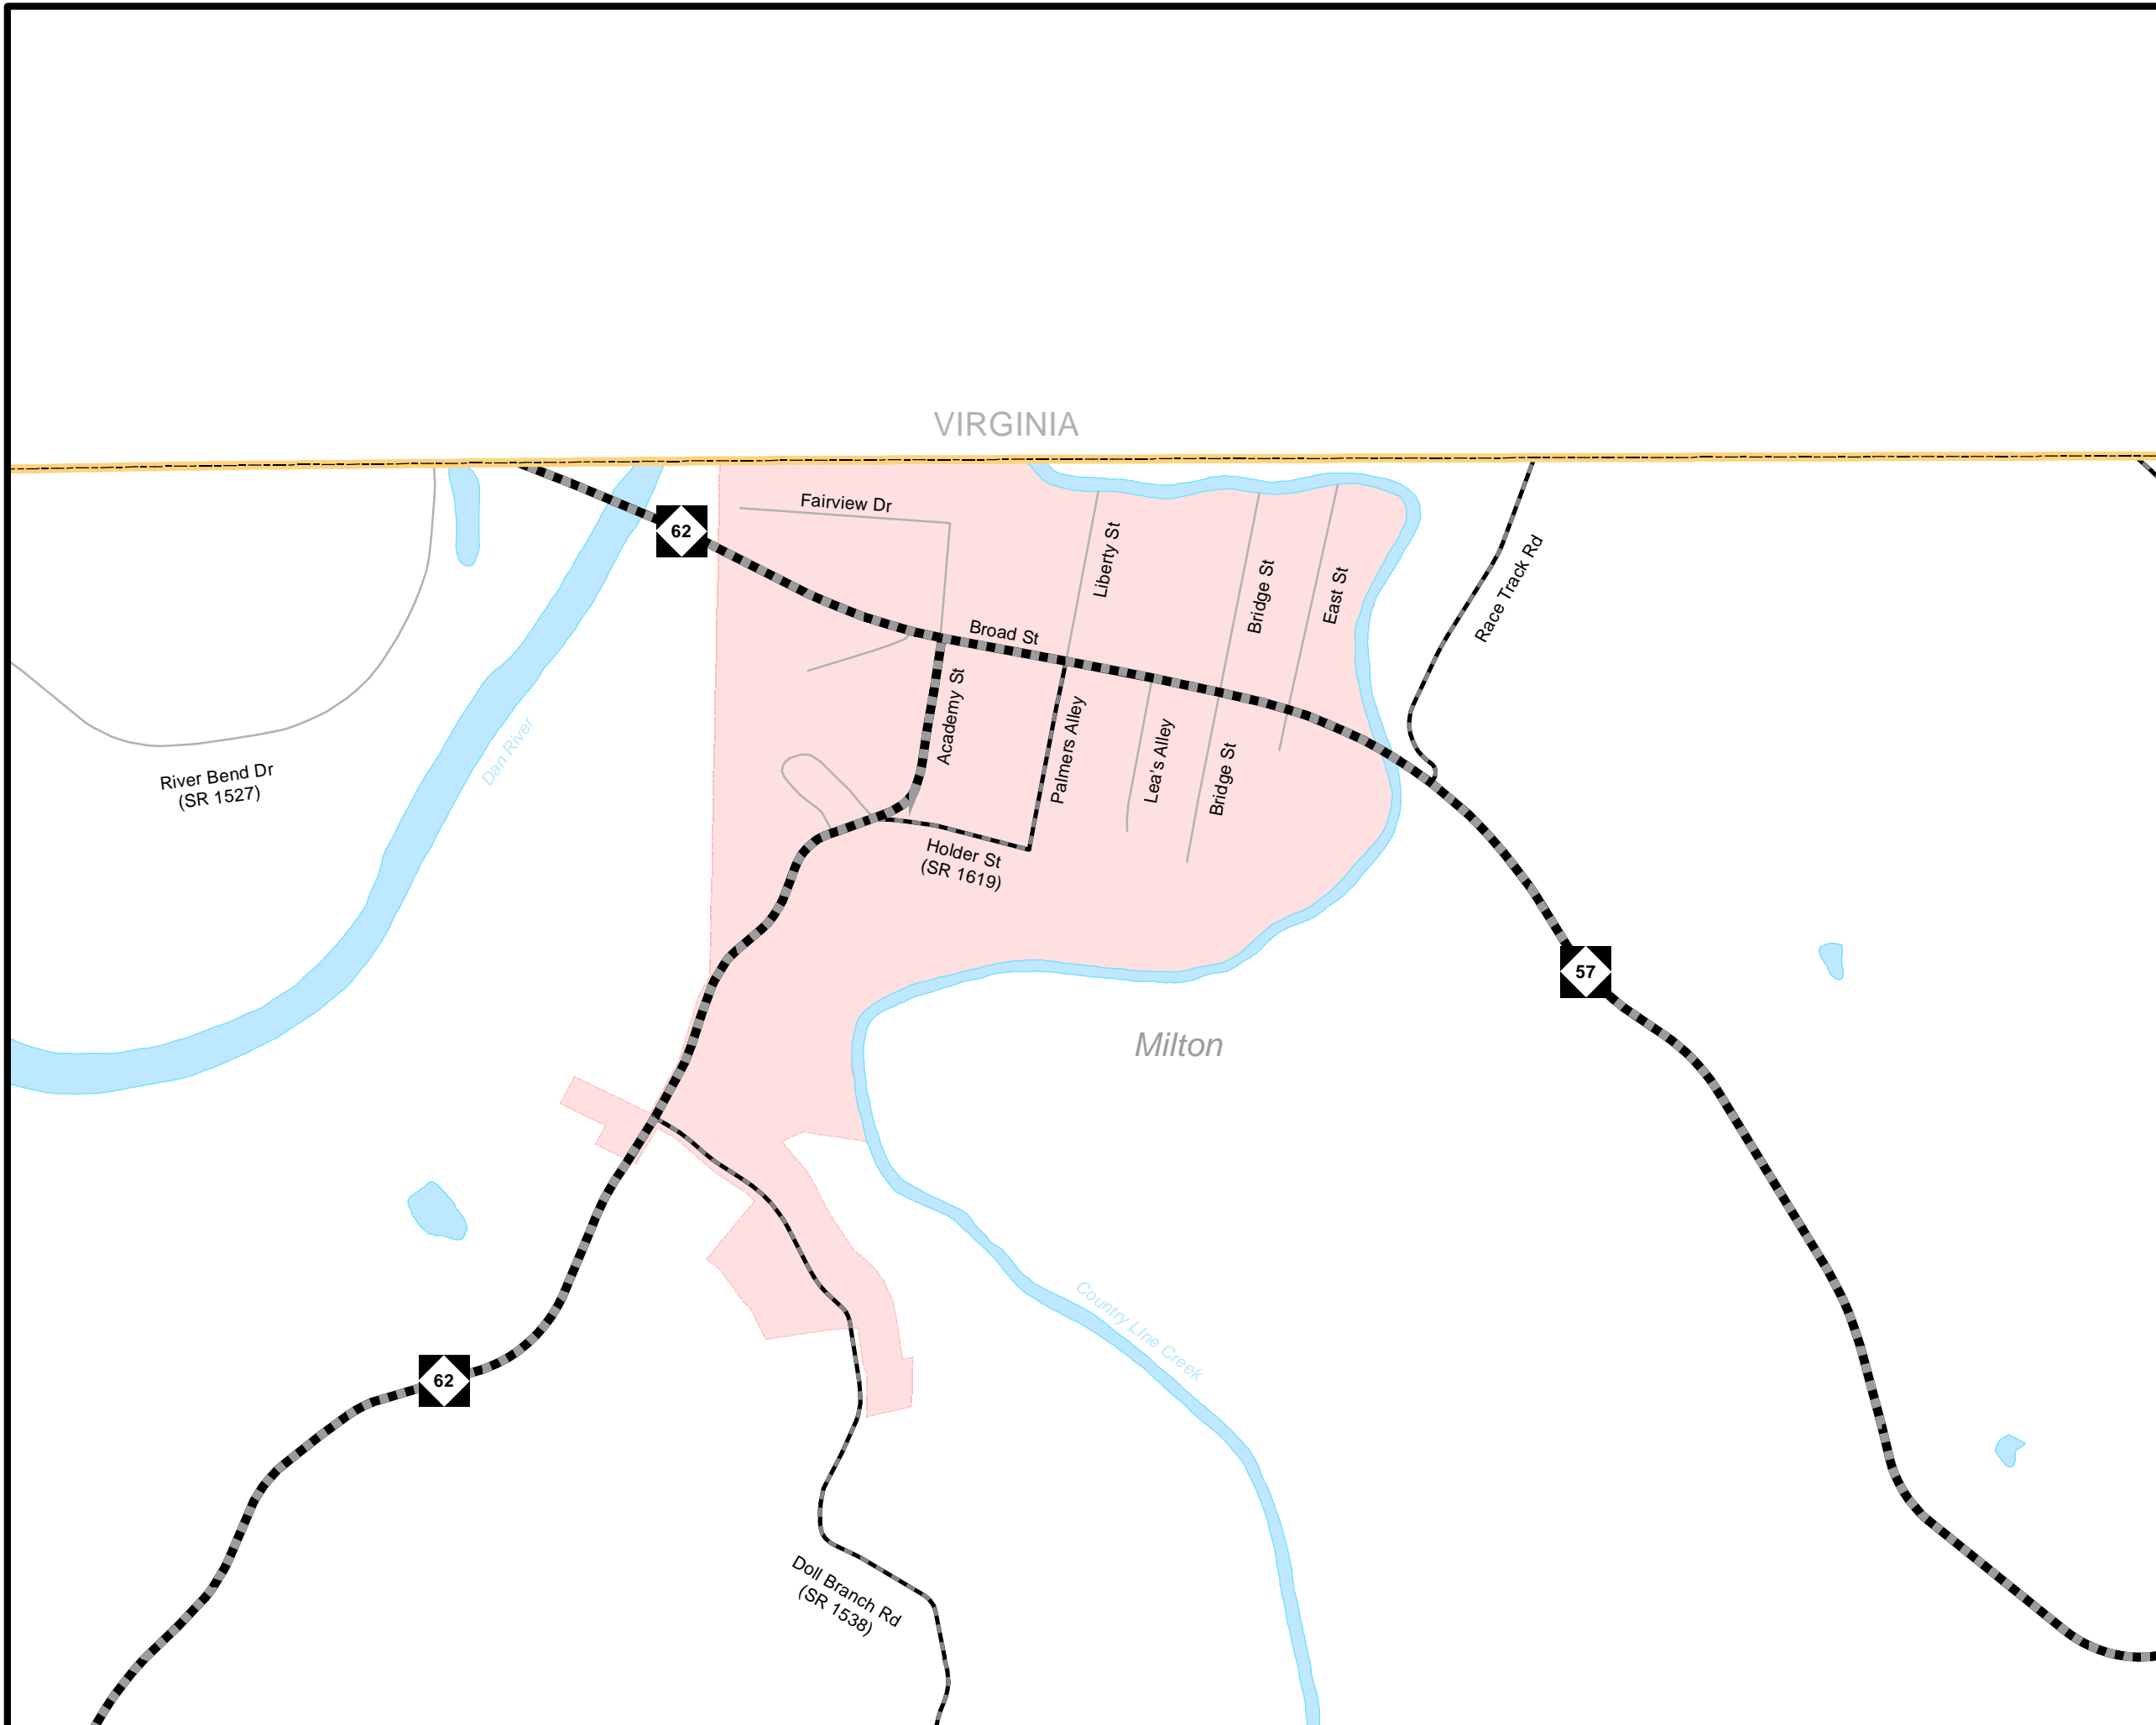 VIRGINIA
Fairview Dr
62
Liberty St
Bridge St
East St
Race Track Rd
Broad St
Academy St
Palmers Alley
Lea's Alley
Bridge St
Dan River
River Bend Dr
(SR 1527)
Holder St
(SR 1619)
57
Milton
Country LIne Creek
62
Doll Branch Rd
(SR 1538)